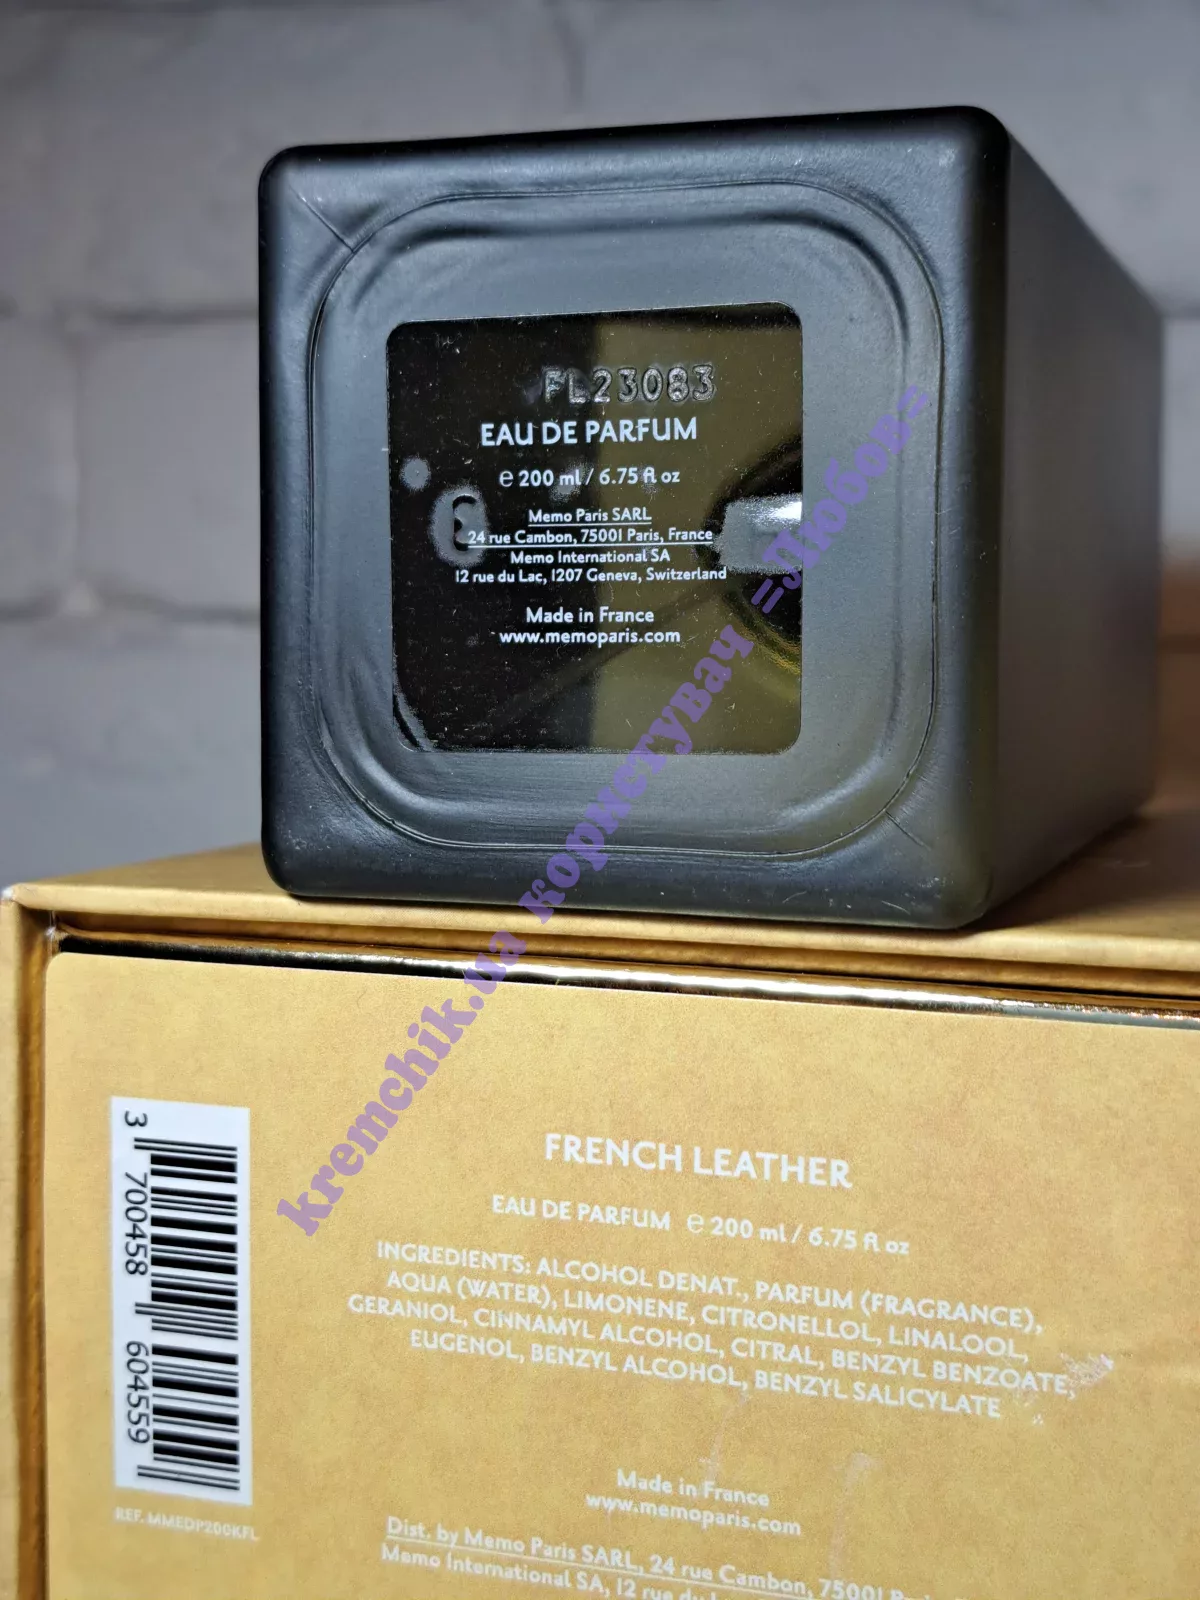 FL23083
EAU DE PARFUM
℮ 200 ml / 6.75 fl oz
Memo Paris SARL
24 rue Cambon, 75001 Paris, France
Memo International SA
12 rue du Lac, 1207 Geneva, Switzerland
Made in France
www.memoparis.com
kremchik.ua користувач =Любов=
3 700458 604559
REF. MMEDP200KFL
FRENCH LEATHER
EAU DE PARFUM ℮ 200 ml / 6.75 fl oz
INGREDIENTS: ALCOHOL DENAT., PARFUM (FRAGRANCE),
AQUA (WATER), LIMONENE, CITRONELLOL, LINALOOL,
GERANIOL, CINNAMYL ALCOHOL, CITRAL, BENZYL BENZOATE,
EUGENOL, BENZYL ALCOHOL, BENZYL SALICYLATE
Made in France
www.memoparis.com
Dist. by Memo Paris SARL, 24 rue Cambon, 75001
Memo International SA, 12 rue du